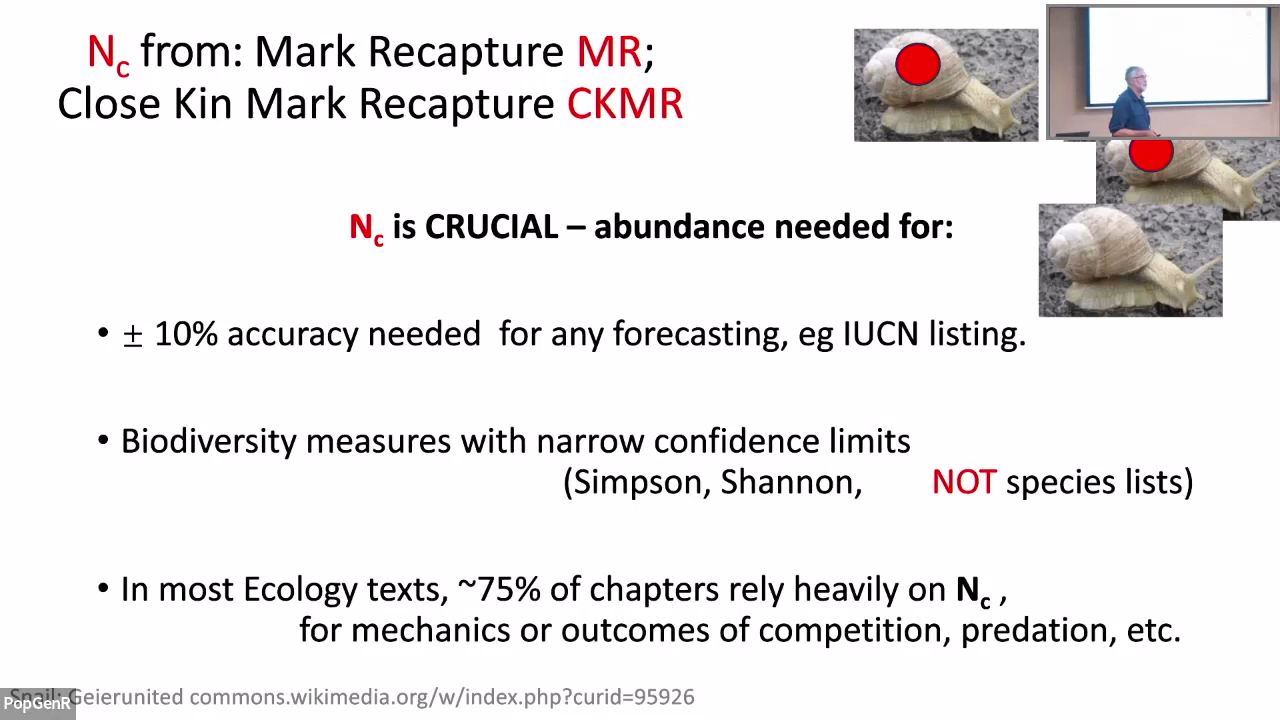 N꜀ from: Mark Recapture MR;
Close Kin Mark Recapture CKMR
N꜀ is CRUCIAL – abundance needed for:
• ± 10% accuracy needed for any forecasting, eg IUCN listing.
• Biodiversity measures with narrow confidence limits
(Simpson, Shannon, NOT species lists)
• In most Ecology texts, ~75% of chapters rely heavily on N꜀ ,
for mechanics or outcomes of competition, predation, etc.
Snail: Geierunited commons.wikimedia.org/w/index.php?curid=95926
PopGenR